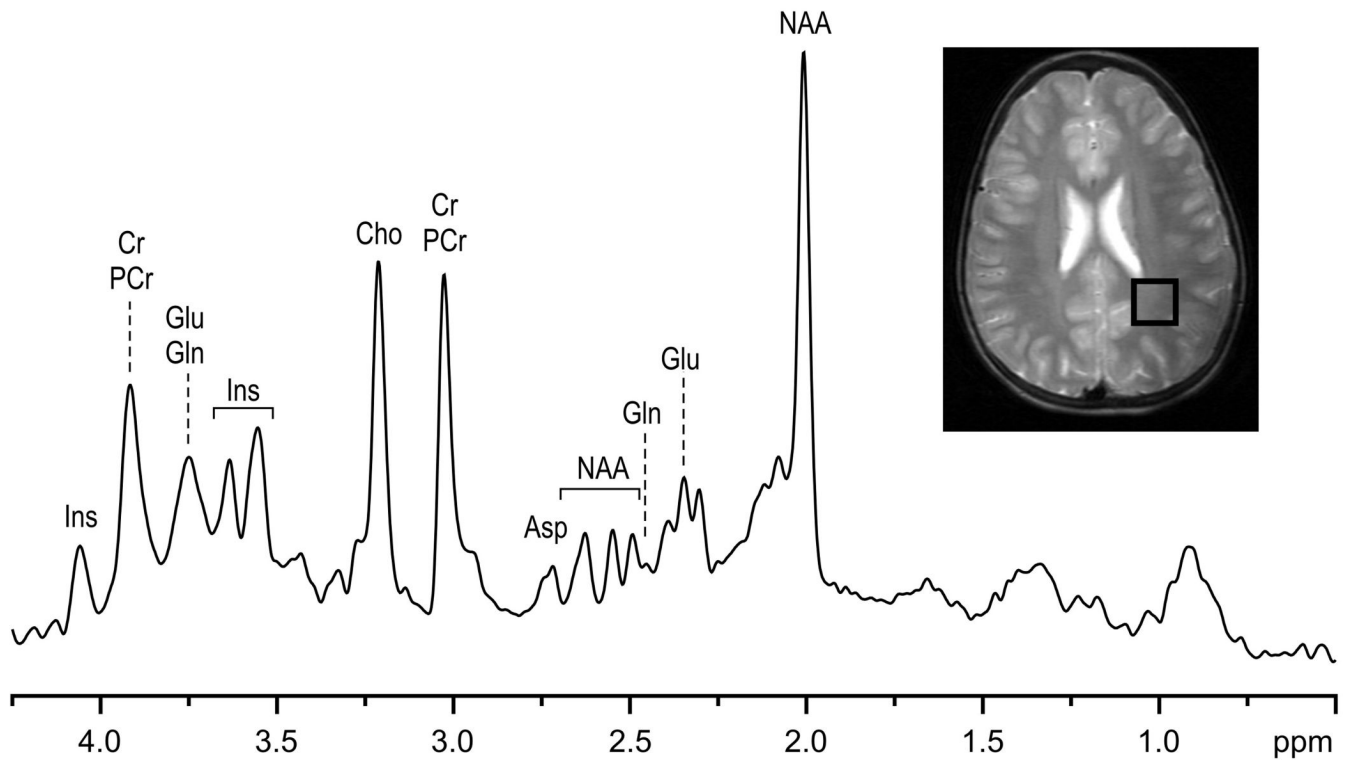 NAA
Cr
PCr
Glu
Gln
Ins
Ins
Cho
Cr
PCr
Asp
NAA
Gln
Glu
4.0 3.5 3.0 2.5 2.0 1.5 1.0 ppm